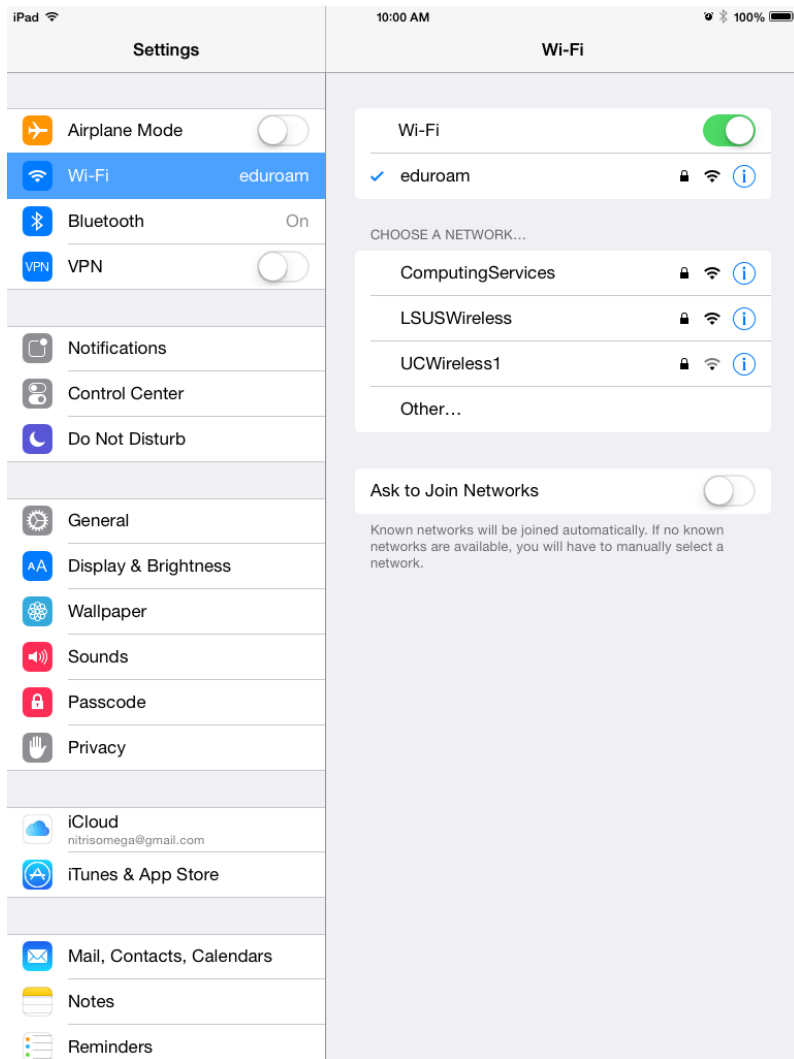 iPad
10:00 AM
100%
Settings
Airplane Mode
Wi-Fi eduroam
Bluetooth On
VPN VPN
Notifications
Control Center
Do Not Disturb
General
AA Display & Brightness
Wallpaper
Sounds
Passcode
Privacy
iCloud
nitrisomega@gmail.com
iTunes & App Store
Mail, Contacts, Calendars
Notes
Reminders
Wi-Fi
Wi-Fi
eduroam
CHOOSE A NETWORK...
ComputingServices
LSUSWireless
UCWireless1
Other...
Ask to Join Networks
Known networks will be joined automatically. If no known
networks are available, you will have to manually select a
network.